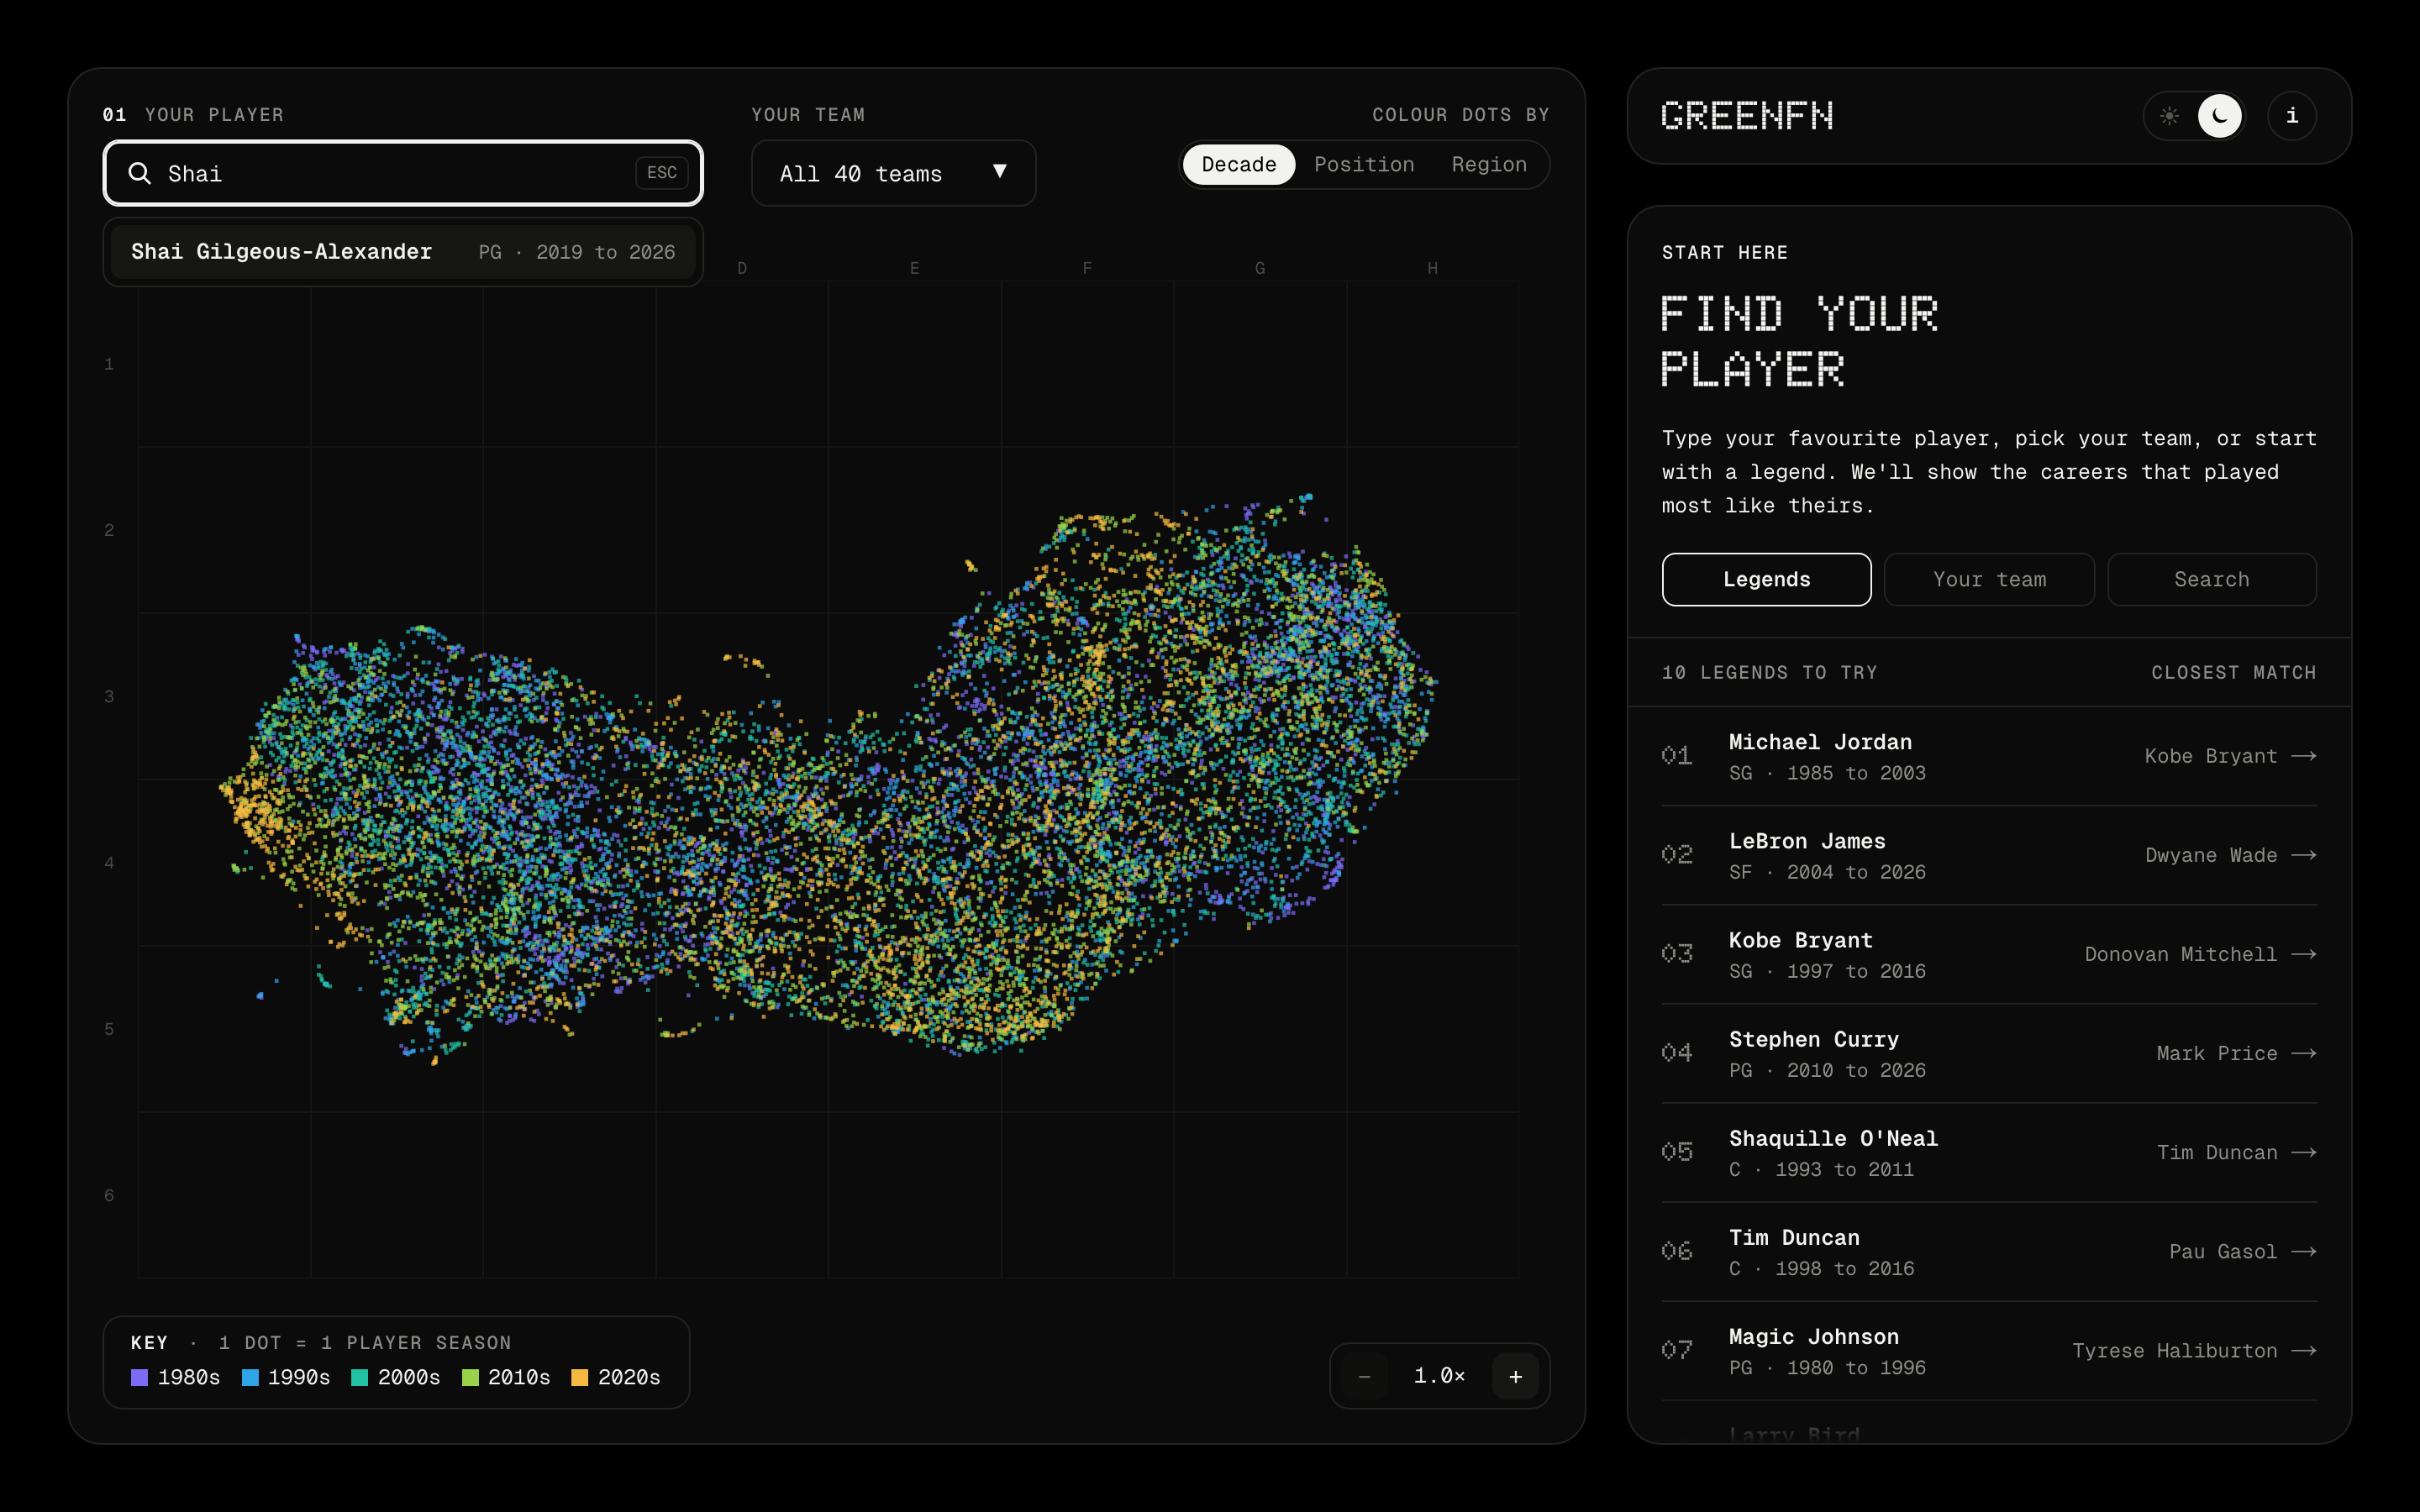 01 YOUR PLAYER
Shai
ESC
Shai Gilgeous-Alexander PG · 2019 to 2026
YOUR TEAM
All 40 teams ▼
COLOUR DOTS BY
Decade Position Region
D E F G H
1
2
3
4
5
6
KEY · 1 DOT = 1 PLAYER SEASON
1980s 1990s 2000s 2010s 2020s
− 1.0× +
GREENFN
i
START HERE
FIND YOUR
PLAYER
Type your favourite player, pick your team, or start
with a legend. We'll show the careers that played
most like theirs.
Legends Your team Search
10 LEGENDS TO TRY CLOSEST MATCH
01 Michael Jordan Kobe Bryant →
SG · 1985 to 2003
02 LeBron James Dwyane Wade →
SF · 2004 to 2026
03 Kobe Bryant Donovan Mitchell →
SG · 1997 to 2016
04 Stephen Curry Mark Price →
PG · 2010 to 2026
05 Shaquille O'Neal Tim Duncan →
C · 1993 to 2011
06 Tim Duncan Pau Gasol →
C · 1998 to 2016
07 Magic Johnson Tyrese Haliburton →
PG · 1980 to 1996
Larry Bird